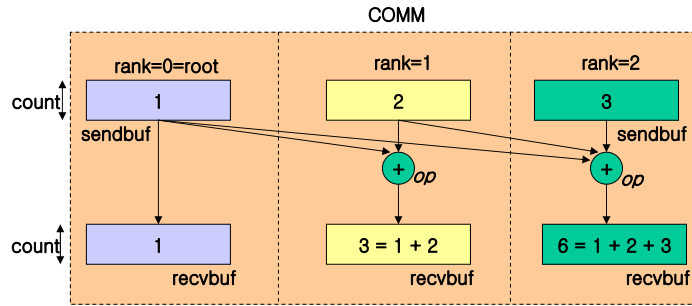 COMM
rank=0=root
rank=1
rank=2
count
1
2
3
sendbuf
sendbuf
+
op
+
op
count
1
3 = 1 + 2
6 = 1 + 2 + 3
recvbuf
recvbuf
recvbuf